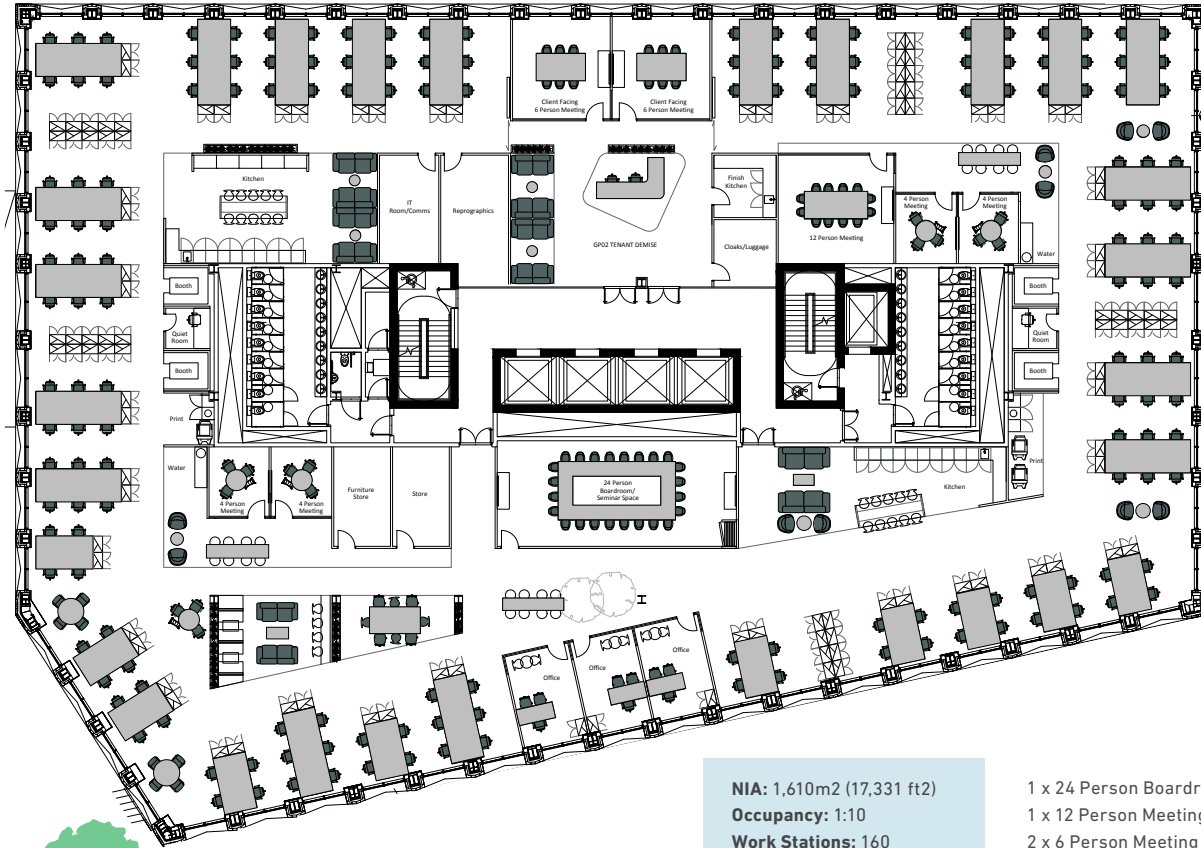 Client Facing
6 Person Meeting
Client Facing
6 Person Meeting
Kitchen
IT
Room/Comms
Reprographics
Finish
Kitchen
GP02 TENANT DEMISE
Cloaks/Luggage
12 Person Meeting
4 Person
Meeting
4 Person
Meeting
Water
Booth
Quiet
Room
Booth
Booth
Quiet
Room
Booth
Print
Water
4 Person
Meeting
4 Person
Meeting
Furniture
Store
Store
24 Person
Boardroom/
Seminar Space
Kitchen
Print
Office
Office
Office
NIA: 1,610m2 (17,331 ft2)
Occupancy: 1:10
Work Stations: 160
1 x 24 Person Boardr
1 x 12 Person Meeting
2 x 6 Person Meeting